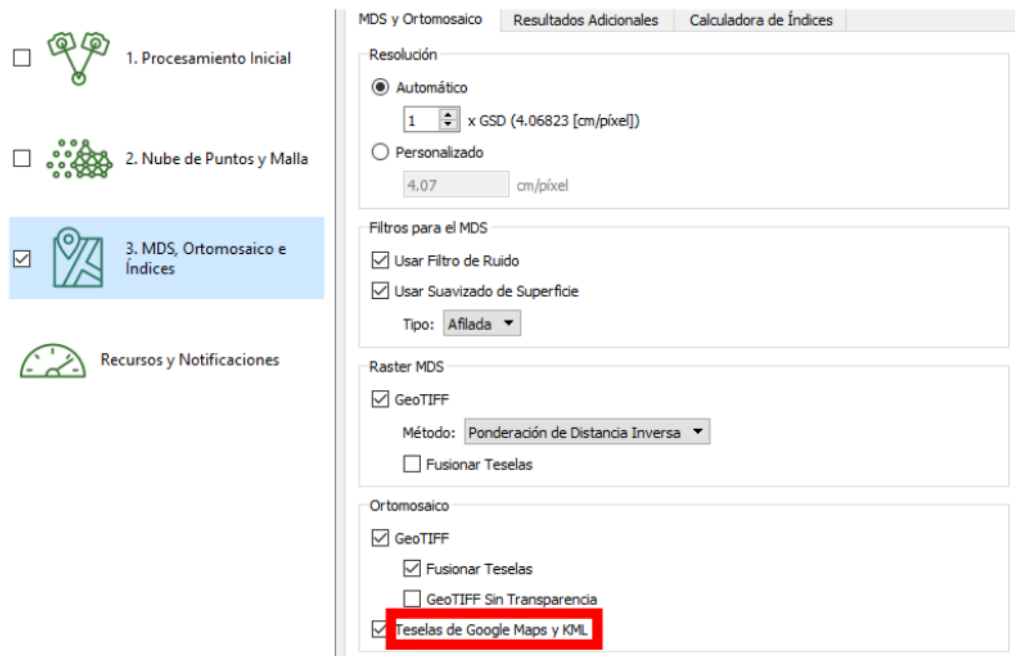 1. Procesamiento Inicial
2. Nube de Puntos y Malla
3. MDS, Ortomosaico e
Índices
Recursos y Notificaciones
MDS y Ortomosaico Resultados Adicionales Calculadora de Índices
Resolución
Automático
1 x GSD (4.06823 [cm/píxel])
Personalizado
4.07 cm/píxel
Filtros para el MDS
Usar Filtro de Ruido
Usar Suavizado de Superficie
Tipo: Afilada
Raster MDS
GeoTIFF
Método: Ponderación de Distancia Inversa
Fusionar Teselas
Ortomosaico
GeoTIFF
Fusionar Teselas
GeoTIFF Sin Transparencia
Teselas de Google Maps y KML